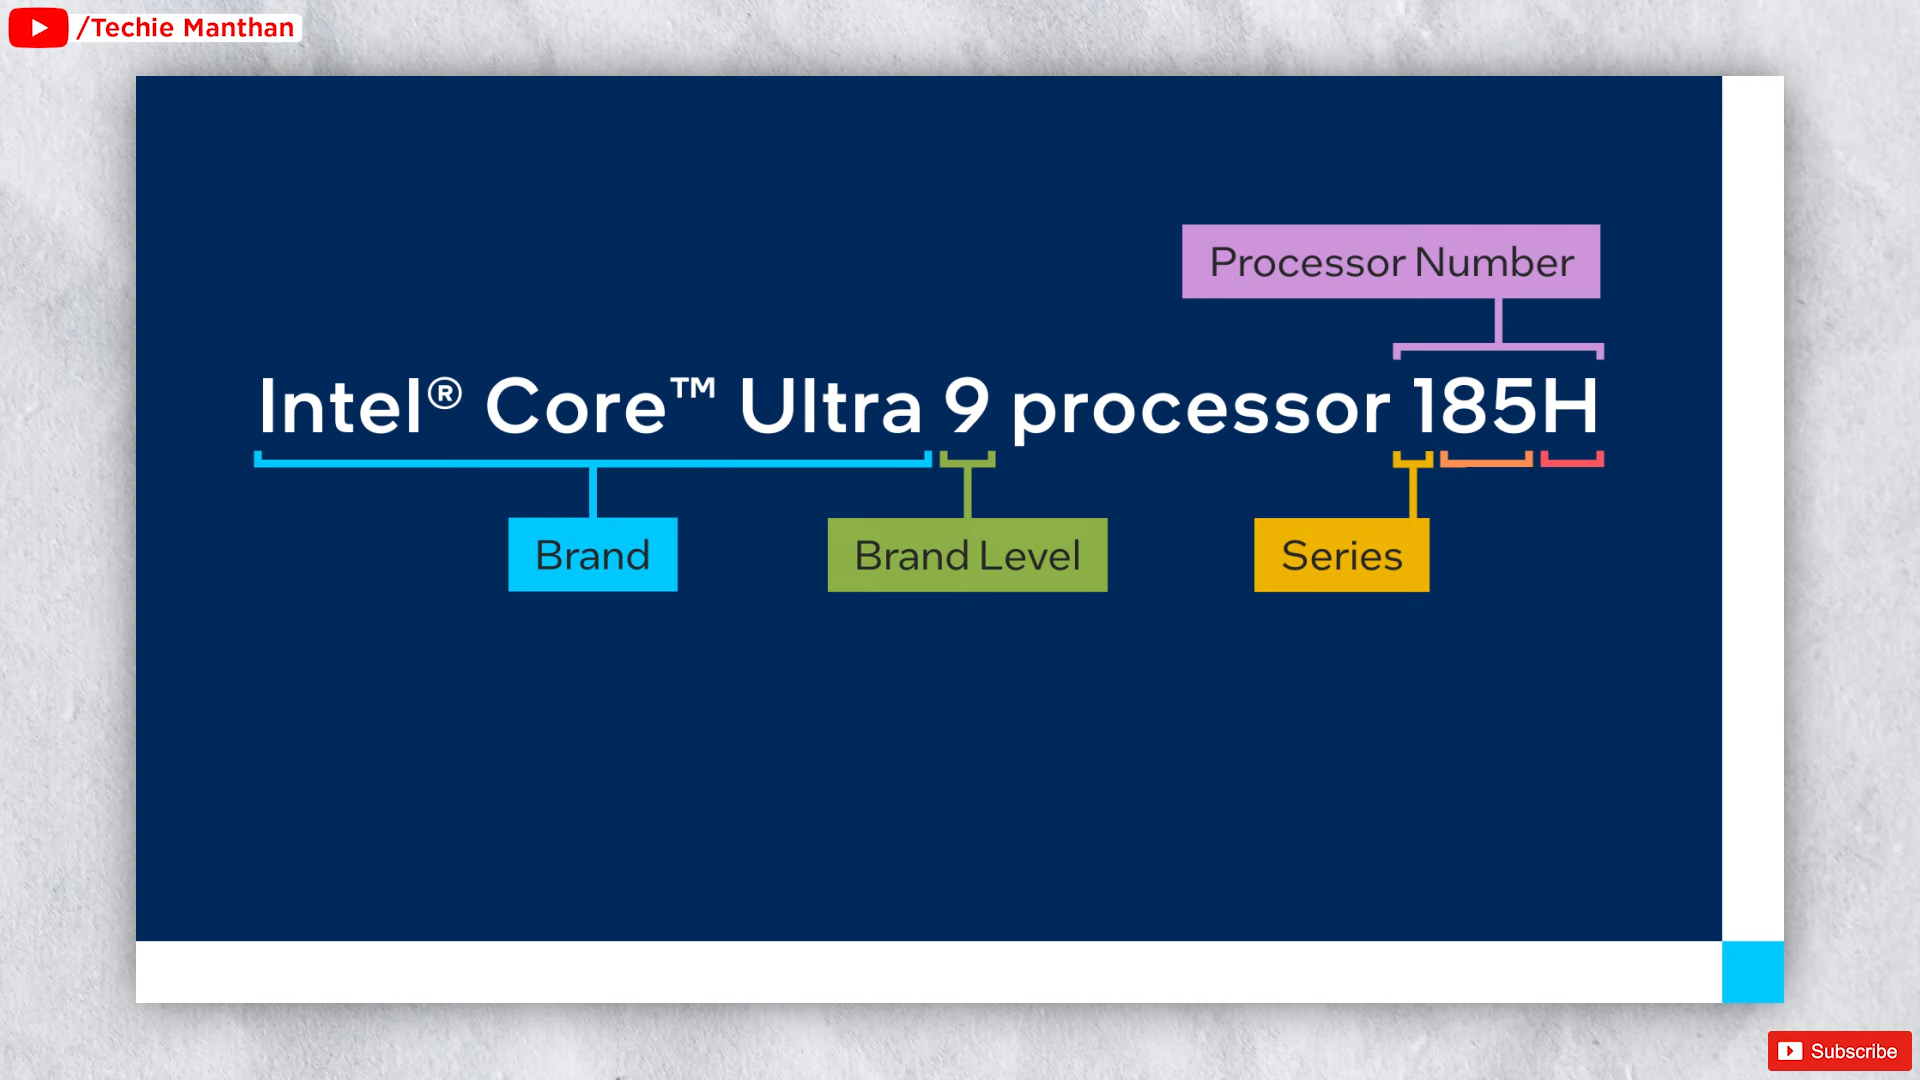 /Techie Manthan
Processor Number
Intel® Core™ Ultra 9 processor 185H
Brand
Brand Level
Series
Subscribe